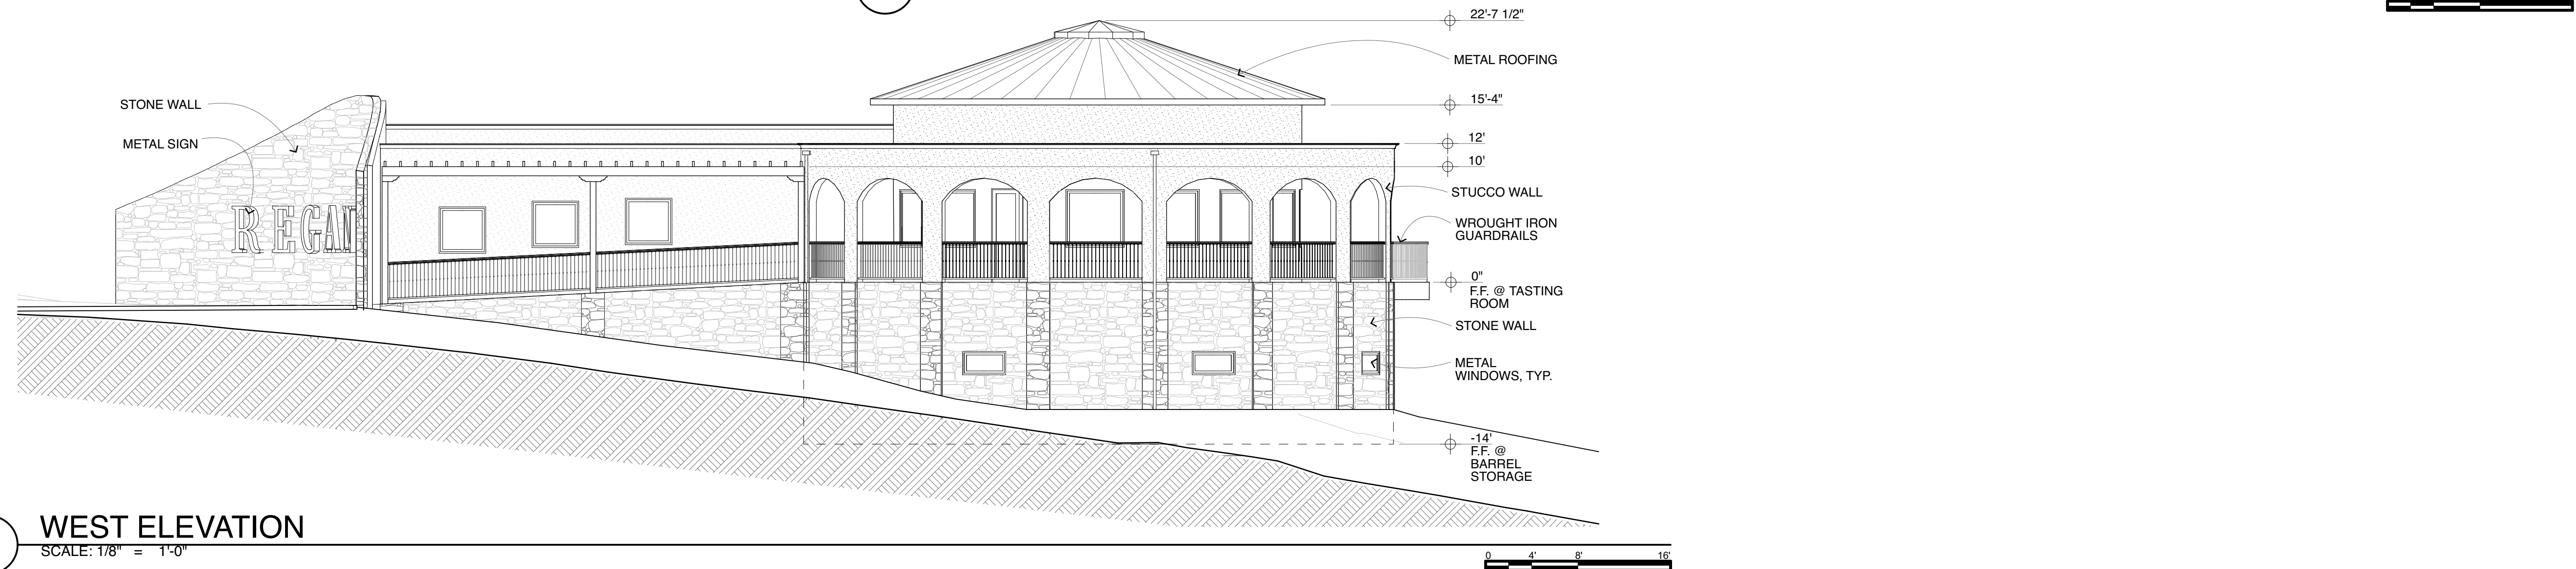 22'-7 1/2"
METAL ROOFING
15'-4"
12'
10'
STUCCO WALL
WROUGHT IRON
GUARDRAILS
0"
F.F. @ TASTING
ROOM
STONE WALL
METAL
WINDOWS, TYP.
-14'
F.F. @
BARREL
STORAGE
STONE WALL
METAL SIGN
REGAN
WEST ELEVATION
SCALE: 1/8" = 1'-0"
0 4' 8' 16'